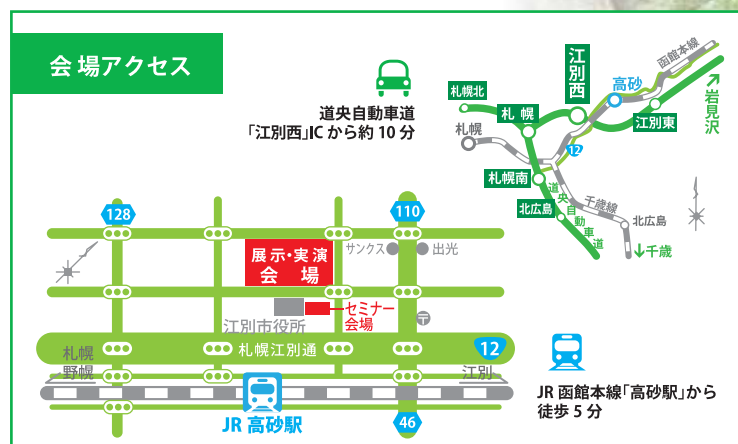 会場アクセス
道央自動車道
「江別西」ICから約10分
札幌北
札幌
札幌
江別西
高砂
函館本線
岩見沢
江別東
12
札幌南
道央自動車道
千歳線
北広島
北広島
千歳
128
110
展示・実演
会場
サンクス
出光
セミナー
会場
江別市役所
〒
札幌江別通
12
札幌
野幌
江別
JR 高砂駅
46
JR 函館本線「高砂駅」から
徒歩5分